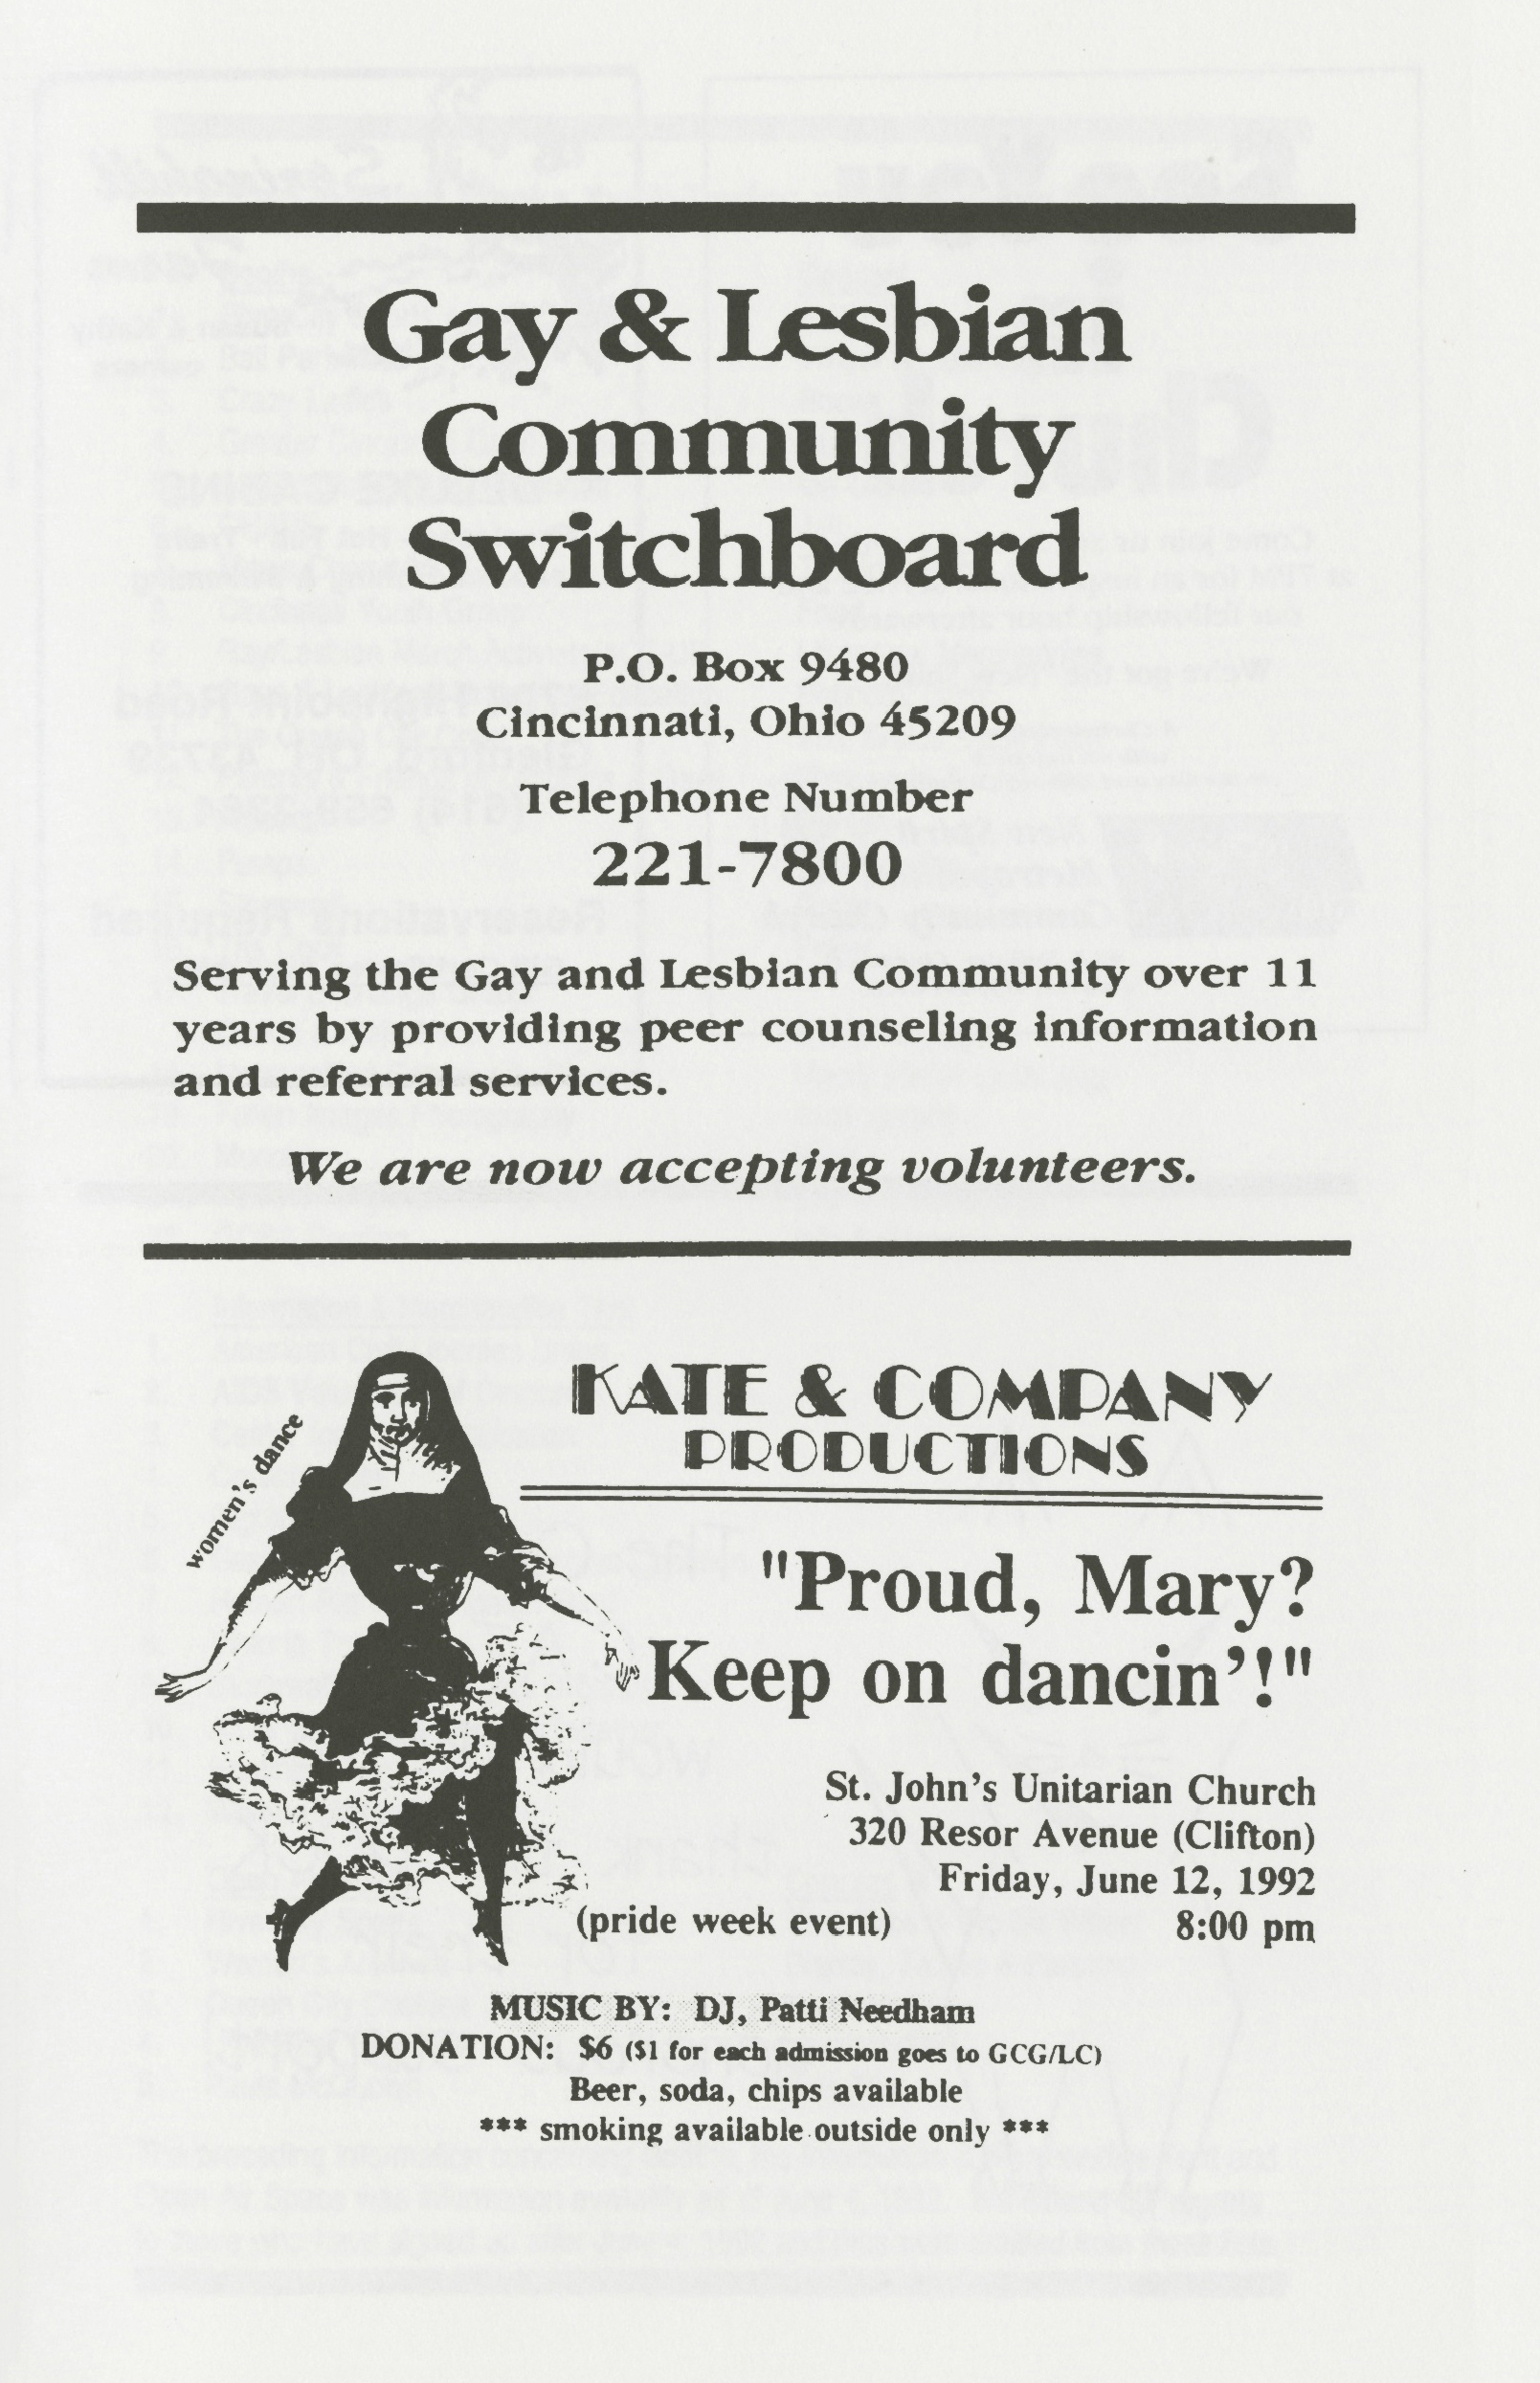 Gay & Lesbian
Community
Switchboard
P.O. Box 9480
Cincinnati, Ohio 45209
Telephone Number
221-7800
Serving the Gay and Lesbian Community over 11
years by providing peer counseling information
and referral services.
We are now accepting volunteers.
women's dance
KATE & COMPANY
PRODUCTIONS
"Proud, Mary?
Keep on dancin'!"
St. John's Unitarian Church
320 Resor Avenue (Clifton)
Friday, June 12, 1992
(pride week event) 8:00 pm
MUSIC BY: DJ, Patti Needham
DONATION: $6 ($1 for each admission goes to GCG/LC)
Beer, soda, chips available
*** smoking available outside only ***